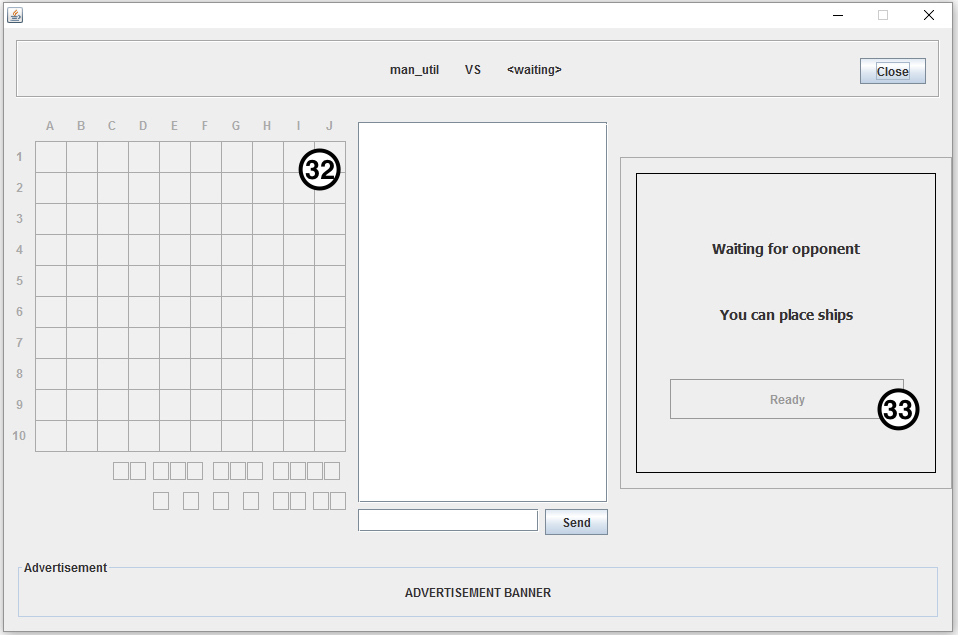 man_util VS <waiting>
Close
A B C D E F G H I J
1
2
3
4
5
6
7
8
9
10
32
Waiting for opponent
You can place ships
Ready
33
Send
Advertisement
ADVERTISEMENT BANNER